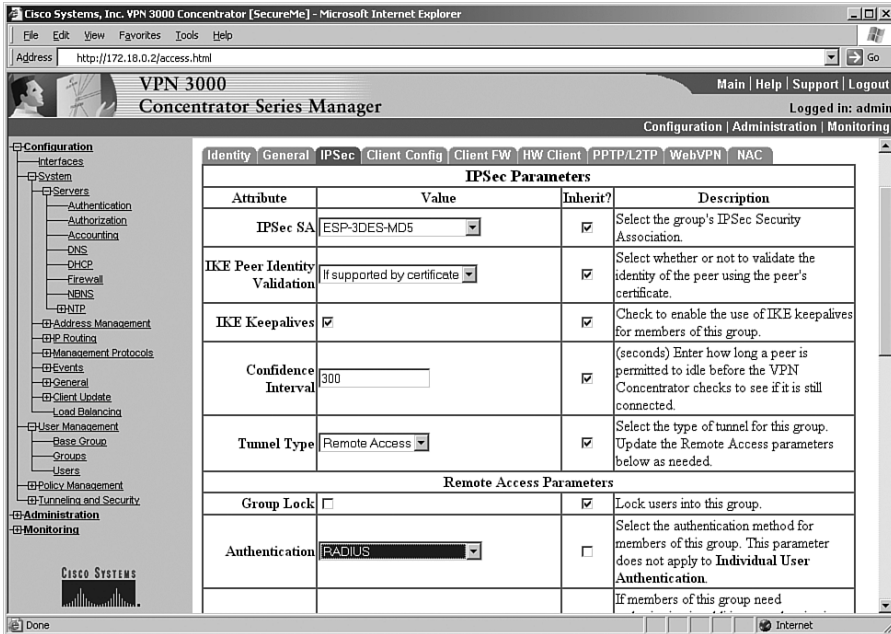 Cisco Systems, Inc. VPN 3000 Concentrator [SecureMe] - Microsoft Internet Explorer
File Edit View Favorites Tools Help
Address http://172.18.0.2/access.html Go
VPN 3000
Concentrator Series Manager
Main | Help | Support | Logout
Logged in: admin
Configuration | Administration | Monitoring
Configuration
Interfaces
System
Servers
Authentication
Authorization
Accounting
DNS
DHCP
Firewall
NBNS
NTP
Address Management
IP Routing
Management Protocols
Events
General
Client Update
Load Balancing
User Management
Base Group
Groups
Users
Policy Management
Tunneling and Security
Administration
Monitoring
CISCO SYSTEMS
Identity General IPSec Client Config Client FW HW Client PPTP/L2TP WebVPN NAC
IPSec Parameters
Attribute Value Inherit? Description
IPSec SA ESP-3DES-MD5 Select the group's IPSec Security
Association.
IKE Peer Identity
Validation If supported by certificate Select whether or not to validate the
identity of the peer using the peer's
certificate.
IKE Keepalives Check to enable the use of IKE keepalives
for members of this group.
Confidence
Interval 300 (seconds) Enter how long a peer is
permitted to idle before the VPN
Concentrator checks to see if it is still
connected.
Tunnel Type Remote Access Select the type of tunnel for this group.
Update the Remote Access parameters
below as needed.
Remote Access Parameters
Group Lock Lock users into this group.
Authentication RADIUS Select the authentication method for
members of this group. This parameter
does not apply to Individual User
Authentication.
If members of this group need
Done Internet